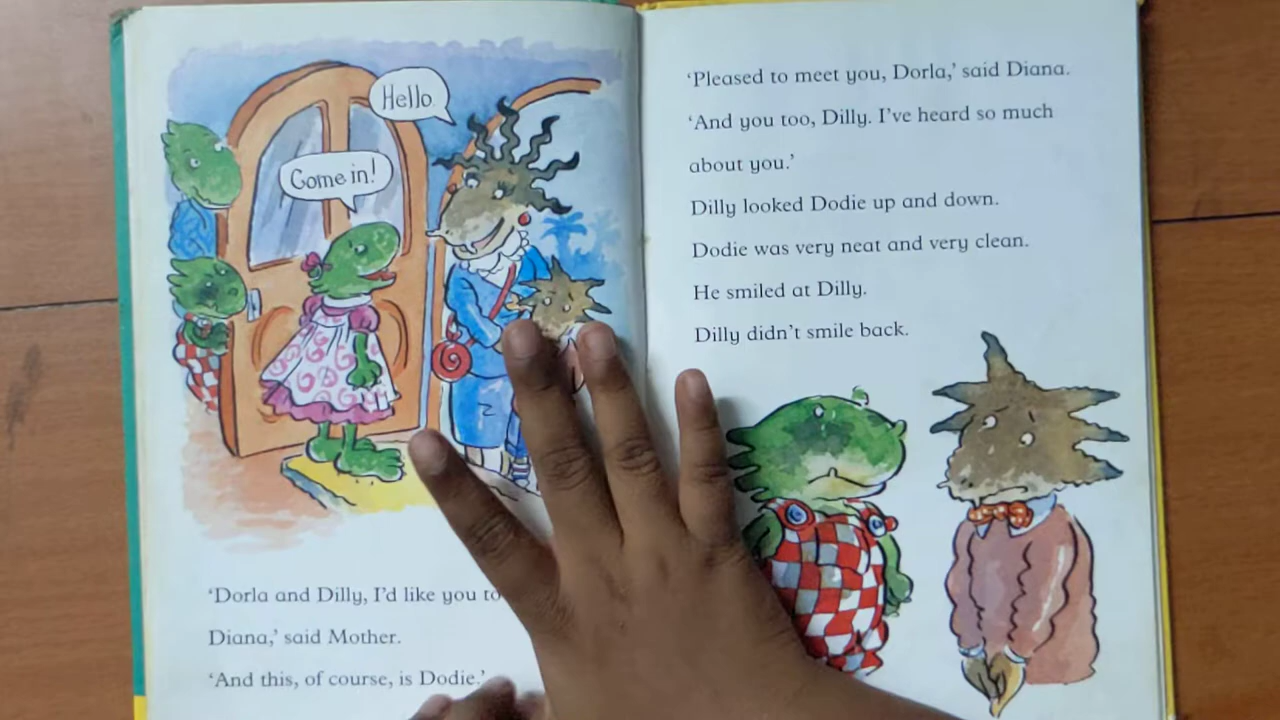 Hello.
Come in!
'Dorla and Dilly, I'd like you to
Diana,' said Mother.
'And this, of course, is Dodie.'
'Pleased to meet you, Dorla,' said Diana.
'And you too, Dilly. I've heard so much
about you.'
Dilly looked Dodie up and down.
Dodie was very neat and very clean.
He smiled at Dilly.
Dilly didn't smile back.